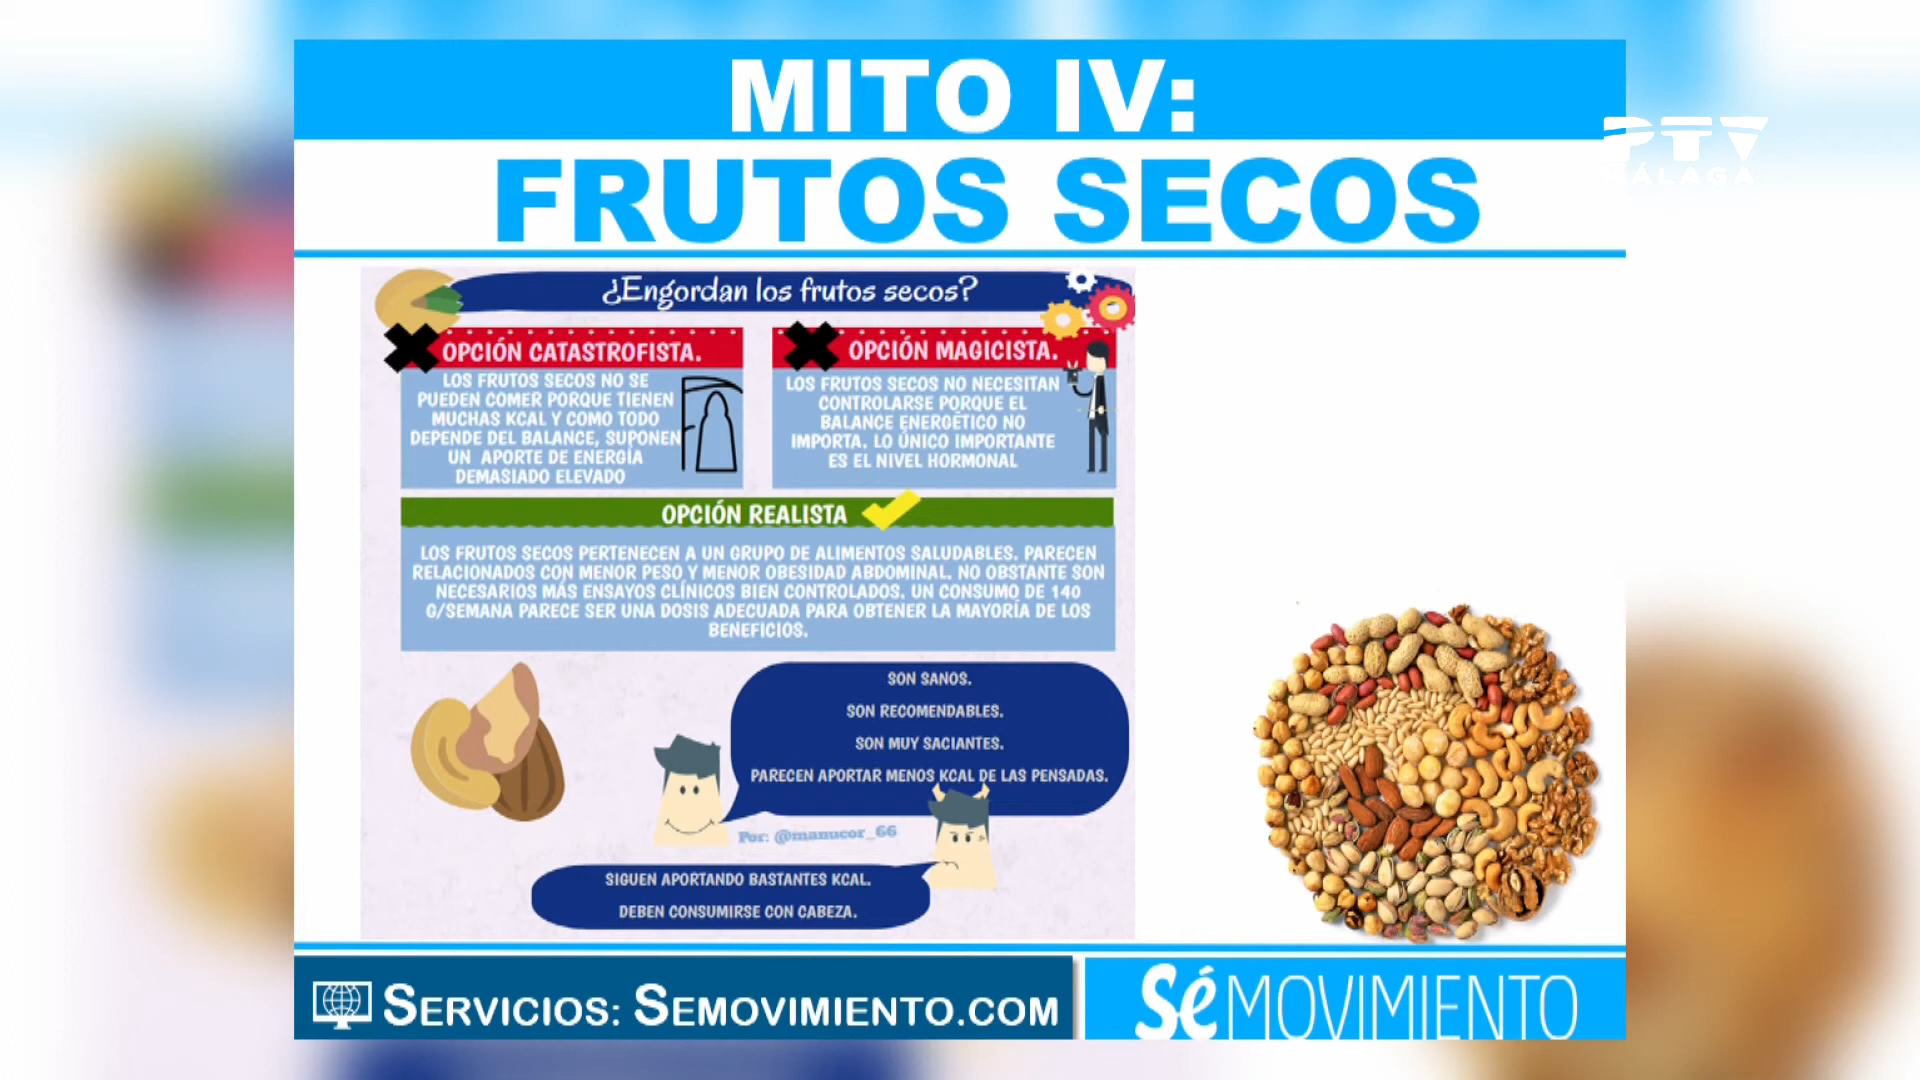 MITO IV:
FRUTOS SECOS
PTV
MÁLAGA
¿Engordan los frutos secos?
OPCIÓN CATASTROFISTA.
LOS FRUTOS SECOS NO SE
PUEDEN COMER PORQUE TIENEN
MUCHAS KCAL Y COMO TODO
DEPENDE DEL BALANCE, SUPONEN
UN APORTE DE ENERGÍA
DEMASIADO ELEVADO
OPCIÓN MAGICISTA.
LOS FRUTOS SECOS NO NECESITAN
CONTROLARSE PORQUE EL
BALANCE ENERGÉTICO NO
IMPORTA. LO ÚNICO IMPORTANTE
ES EL NIVEL HORMONAL
OPCIÓN REALISTA
LOS FRUTOS SECOS PERTENECEN A UN GRUPO DE ALIMENTOS SALUDABLES. PARECEN
RELACIONADOS CON MENOR PESO Y MENOR OBESIDAD ABDOMINAL. NO OBSTANTE SON
NECESARIOS MÁS ENSAYOS CLÍNICOS BIEN CONTROLADOS. UN CONSUMO DE 140
G/SEMANA PARECE SER UNA DOSIS ADECUADA PARA OBTENER LA MAYORÍA DE LOS
BENEFICIOS.
SON SANOS.
SON RECOMENDABLES.
SON MUY SACIANTES.
PARECEN APORTAR MENOS KCAL DE LAS PENSADAS.
Por: @manucor_66
SIGUEN APORTANDO BASTANTES KCAL.
DEBEN CONSUMIRSE CON CABEZA.
SERVICIOS: SEMOVIMIENTO.COM
Sé MOVIMIENTO